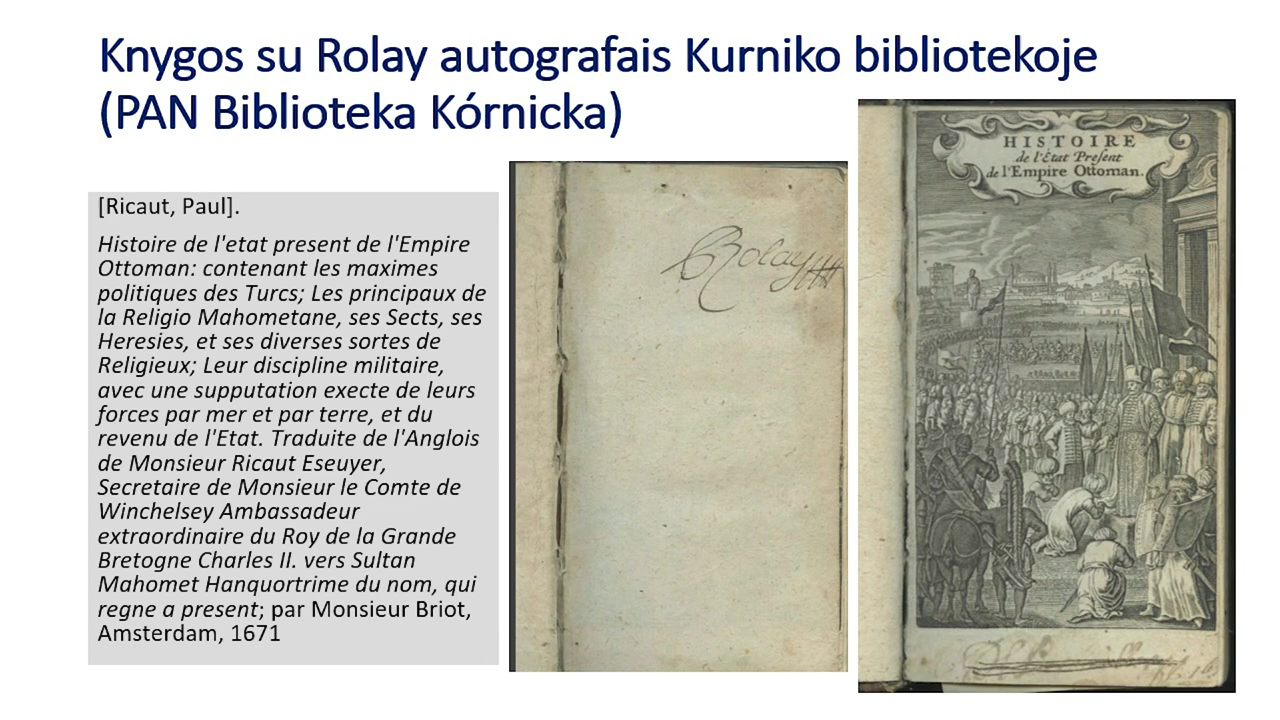 Knygos su Rolay autografais Kurniko bibliotekoje
(PAN Biblioteka Kórnicka)
[Ricaut, Paul].
Histoire de l'etat present de l'Empire
Ottoman: contenant les maximes
politiques des Turcs; Les principaux de
la Religio Mahometane, ses Sects, ses
Heresies, et ses diverses sortes de
Religieux; Leur discipline militaire,
avec une supputation execte de leurs
forces par mer et par terre, et du
revenu de l'Etat. Traduite de l'Anglois
de Monsieur Ricaut Eseuyer,
Secretaire de Monsieur le Comte de
Winchelsey Ambassadeur
extraordinaire du Roy de la Grande
Bretogne Charles II. vers Sultan
Mahomet Hanquortrime du nom, qui
regne a present; par Monsieur Briot,
Amsterdam, 1671
Rolay
HISTOIRE
de l'État Present
de l'Empire Ottoman.